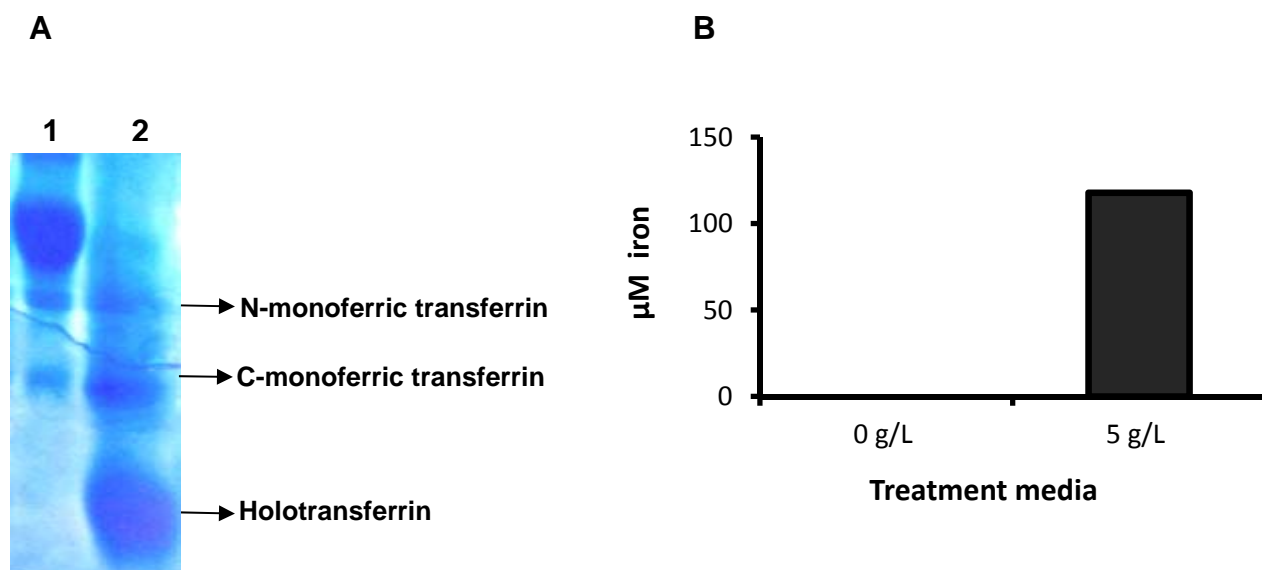 A
1 2
N-monoferric transferrin
C-monoferric transferrin
Holotransferrin
B
150
100
50
0
µM iron
0 g/L 5 g/L
Treatment media